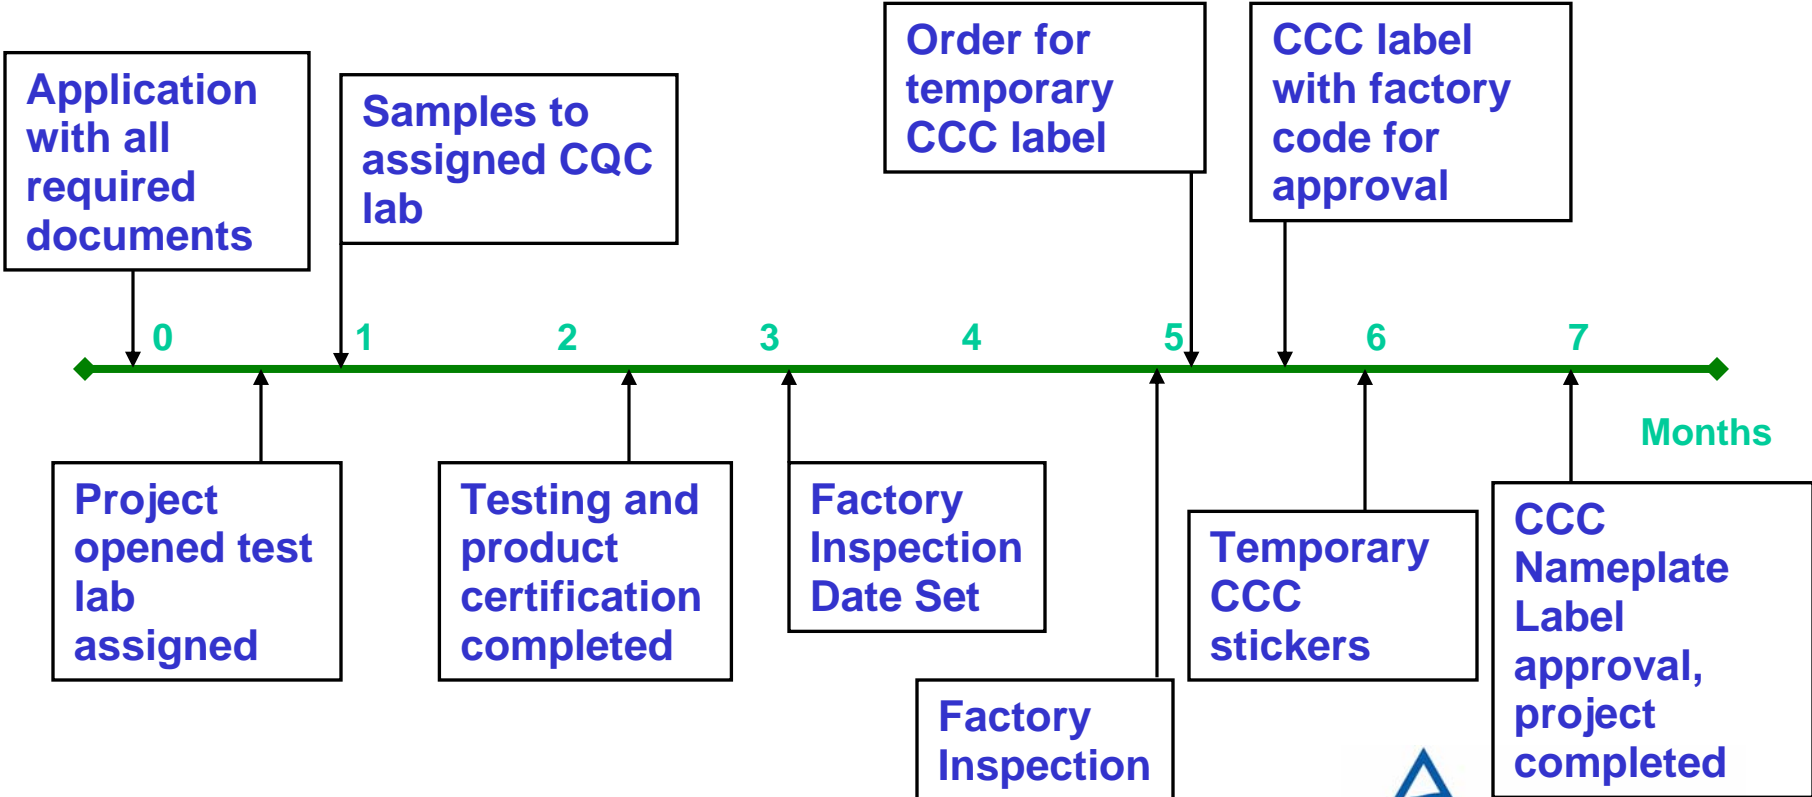 Application
with all
required
documents
Samples to
assigned CQC
lab
Order for
temporary
CCC label
CCC label
with factory
code for
approval
0 1 2 3 4 5 6 7
Months
Project
opened test
lab
assigned
Testing and
product
certification
completed
Factory
Inspection
Date Set
Factory
Inspection
Temporary
CCC
stickers
CCC
Nameplate
Label
approval,
project
completed